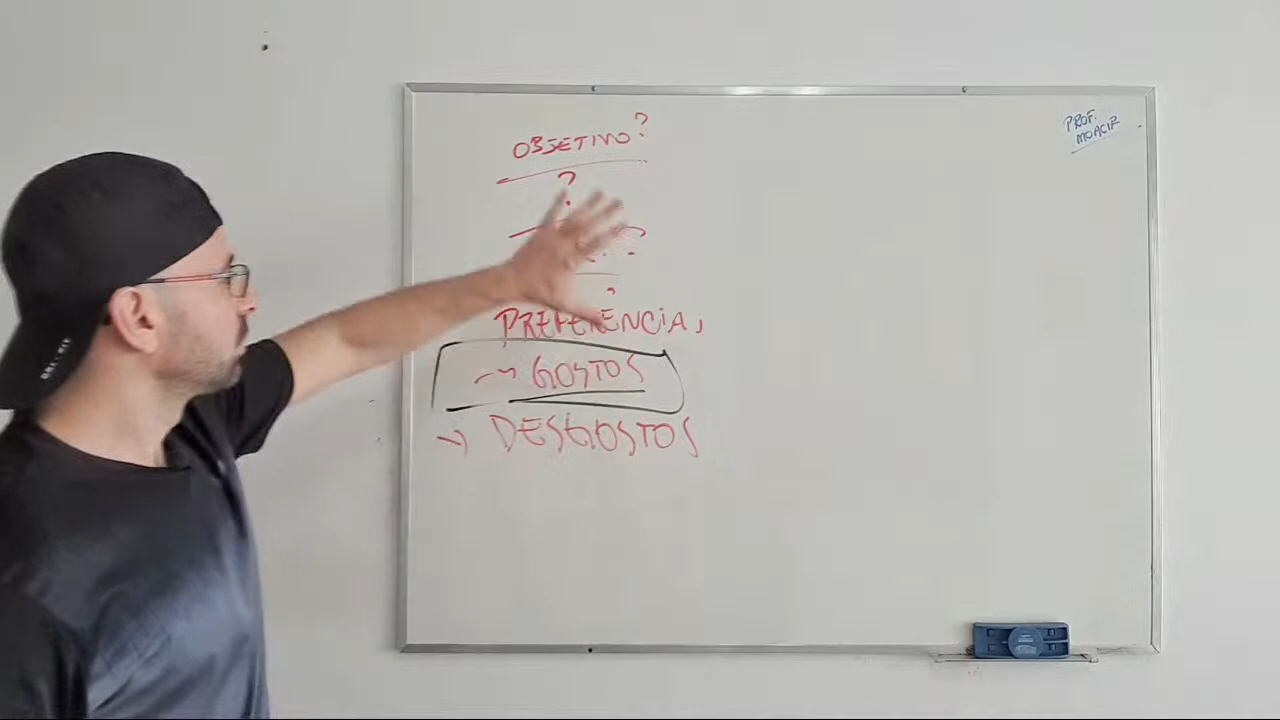 OBJETIVO?
?
?
PREFERÊNCIA,
→ GOSTOS
→ DESGOSTOS
PROF.
MOACIR